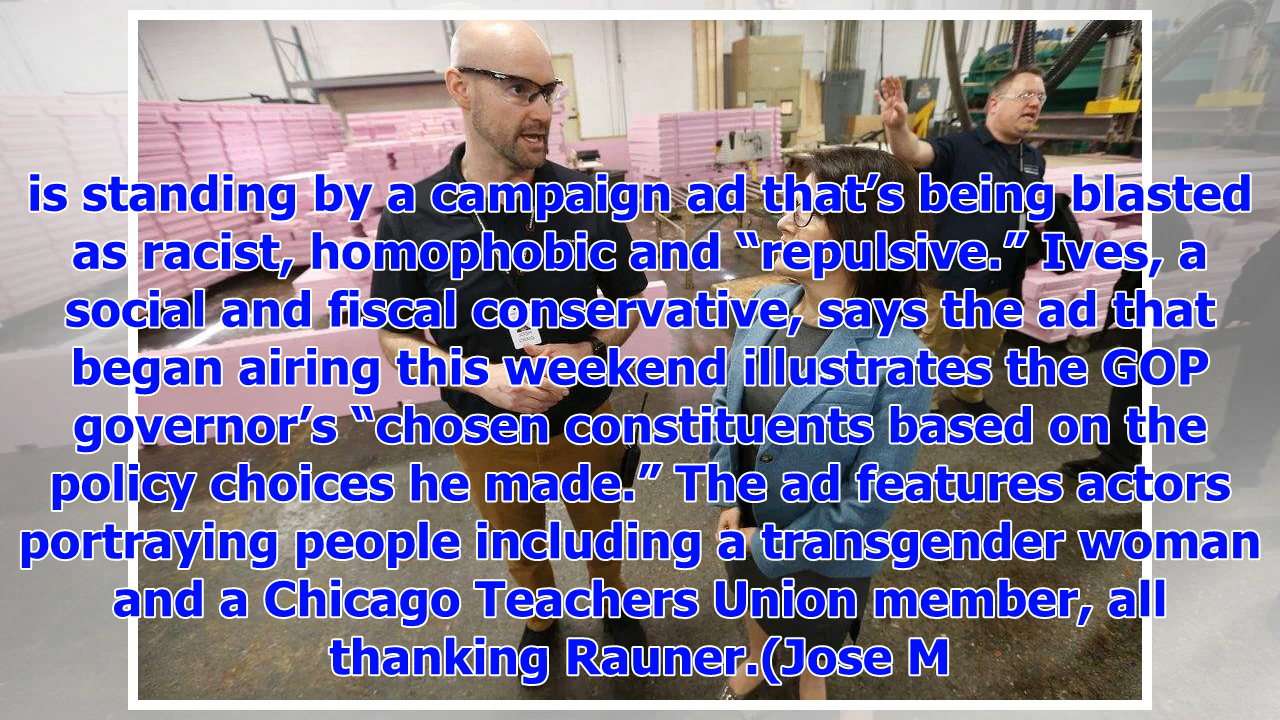 is standing by a campaign ad that’s being blasted
as racist, homophobic and “repulsive.” Ives, a
social and fiscal conservative, says the ad that
began airing this weekend illustrates the GOP
governor’s “chosen constituents based on the
policy choices he made.” The ad features actors
portraying people including a transgender woman
and a Chicago Teachers Union member, all
thanking Rauner.(Jose M